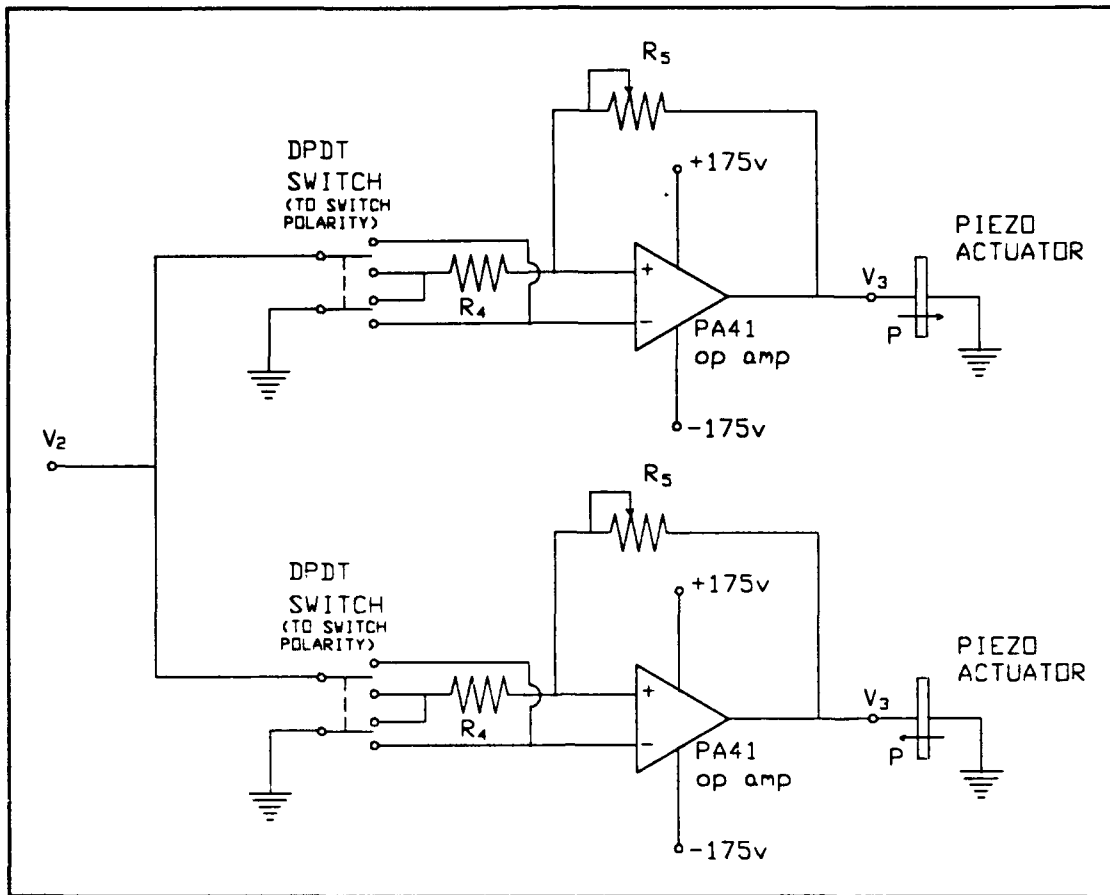 R5
DPDT
SWITCH
(TO SWITCH
POLARITY)
+175v
PIEZO
ACTUATOR
R4
+
-
V3
P
PA41
op amp
-175v
V2
R5
DPDT
SWITCH
(TO SWITCH
POLARITY)
+175v
PIEZO
ACTUATOR
R4
+
-
V3
P
PA41
op amp
-175v